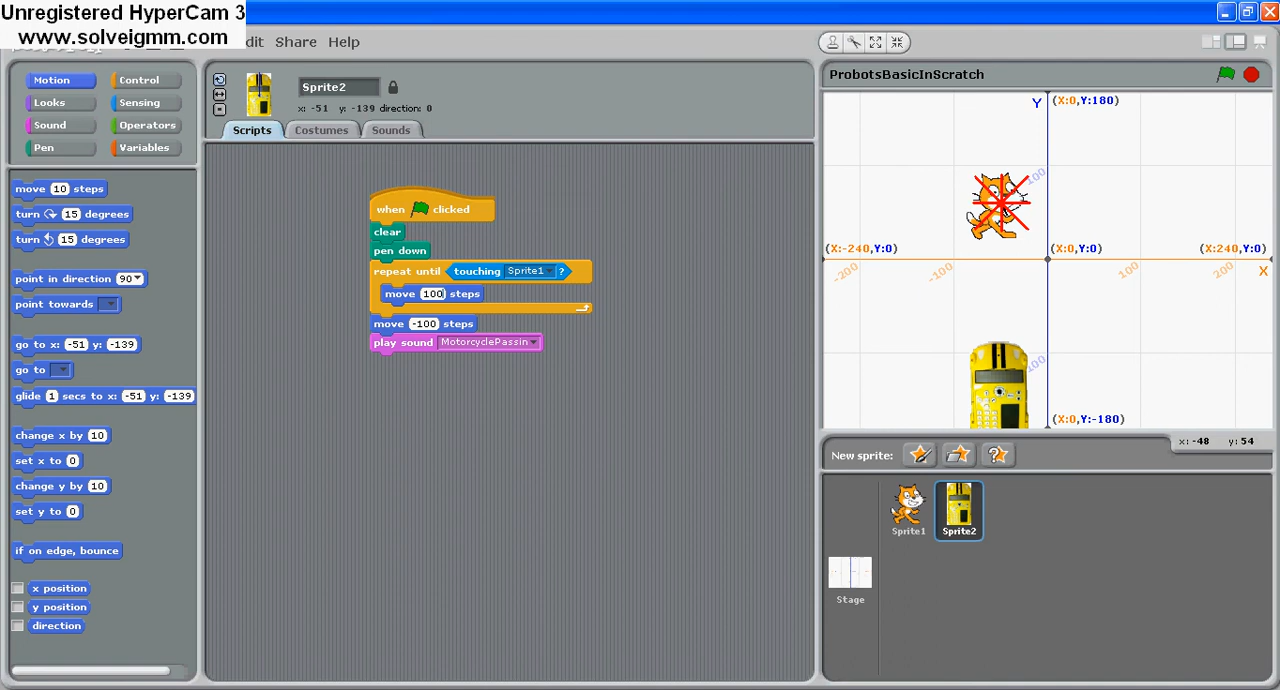 Unregistered HyperCam 3
www.solveigmm.com
dit Share Help
Motion Control
Looks Sensing
Sound Operators
Pen Variables
move 10 steps
turn 15 degrees
turn 15 degrees
point in direction 90
point towards
go to x: -51 y: -139
go to
glide 1 secs to x: -51 y: -139
change x by 10
set x to 0
change y by 10
set y to 0
if on edge, bounce
x position
y position
direction
Sprite2
x: -51 y: -139 direction: 0
Scripts Costumes Sounds
when clicked
clear
pen down
repeat until touching Sprite1 ?
move 100 steps
move -100 steps
play sound MotorcyclePassin
ProbotsBasicInScratch
Y (X:0,Y:180)
100
(X:-240,Y:0) (X:0,Y:0) (X:240,Y:0)
-200 -100 100 200 X
100
(X:0,Y:-180)
x: -48 y: 54
New sprite:
Sprite1 Sprite2
Stage